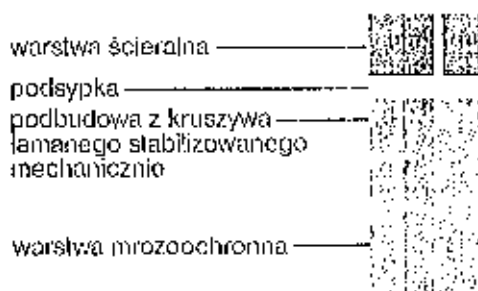 warstwa ścieralna
podsypka
podbudowa z kruszywa
łamanego stabilizowanego
mechanicznie
warstwa mrozoochronna